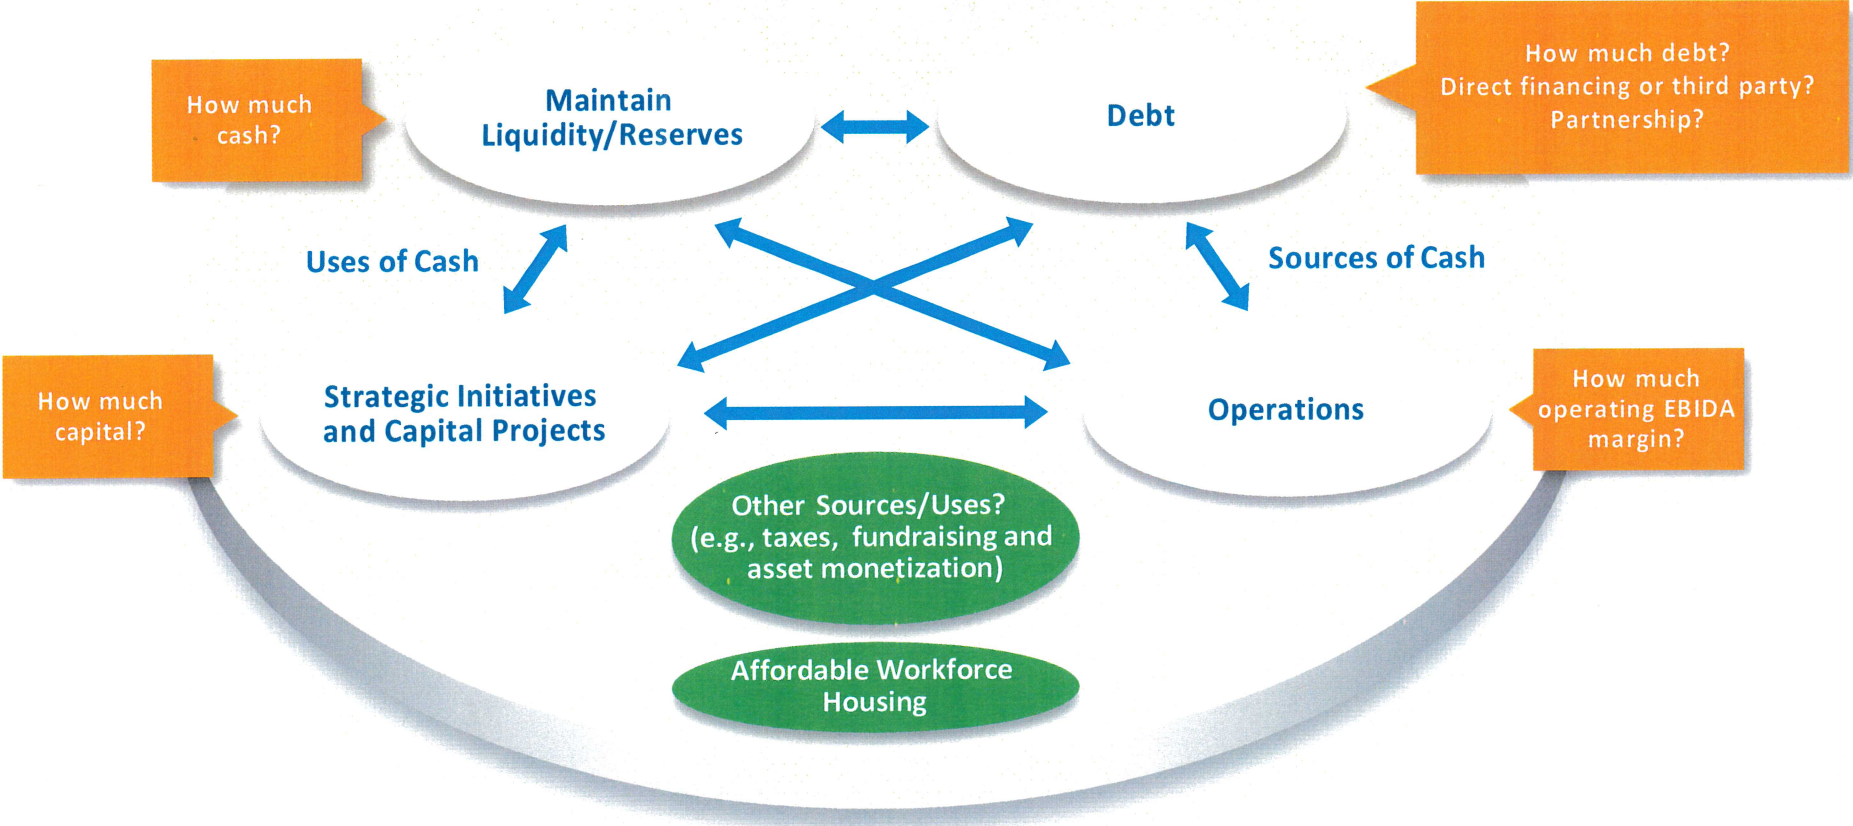 How much
cash?
Maintain
Liquidity/Reserves
Debt
How much debt?
Direct financing or third party?
Partnership?
Uses of Cash
Sources of Cash
How much
capital?
Strategic Initiatives
and Capital Projects
Operations
How much
operating EBIDA
margin?
Other Sources/Uses?
(e.g., taxes, fundraising and
asset monetization)
Affordable Workforce
Housing